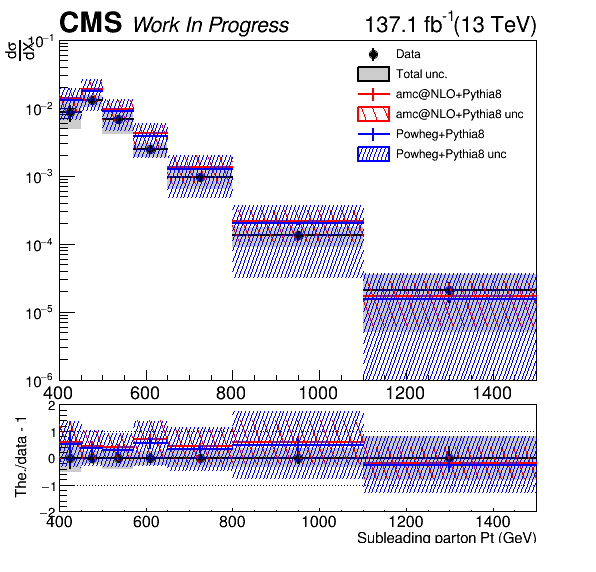 CMS Work In Progress 137.1 fb⁻¹(13 TeV)
dσ
dX
10⁻¹
10⁻²
10⁻³
10⁻⁴
10⁻⁵
10⁻⁶
Data
Total unc.
amc@NLO+Pythia8
amc@NLO+Pythia8 unc
Powheg+Pythia8
Powheg+Pythia8 unc
400 600 800 1000 1200 1400
The./data - 1
2
1
0
−1
−2
400 600 800 1000 1200 1400
Subleading parton Pt (GeV)